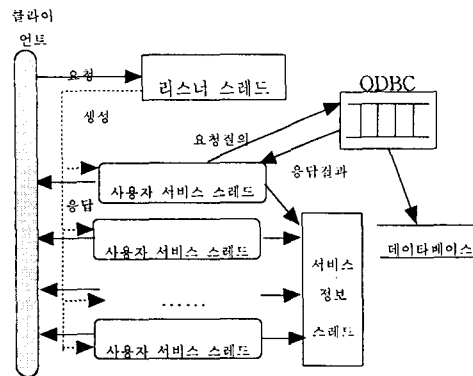 클라이
언트
요청
리스너 스레드
ODBC
생성
요청질의
응답결과
사용자 서비스 스레드
응답
사용자 서비스 스레드
데이타베이스
서비스
정보
스레드
......
사용자 서비스 스레드